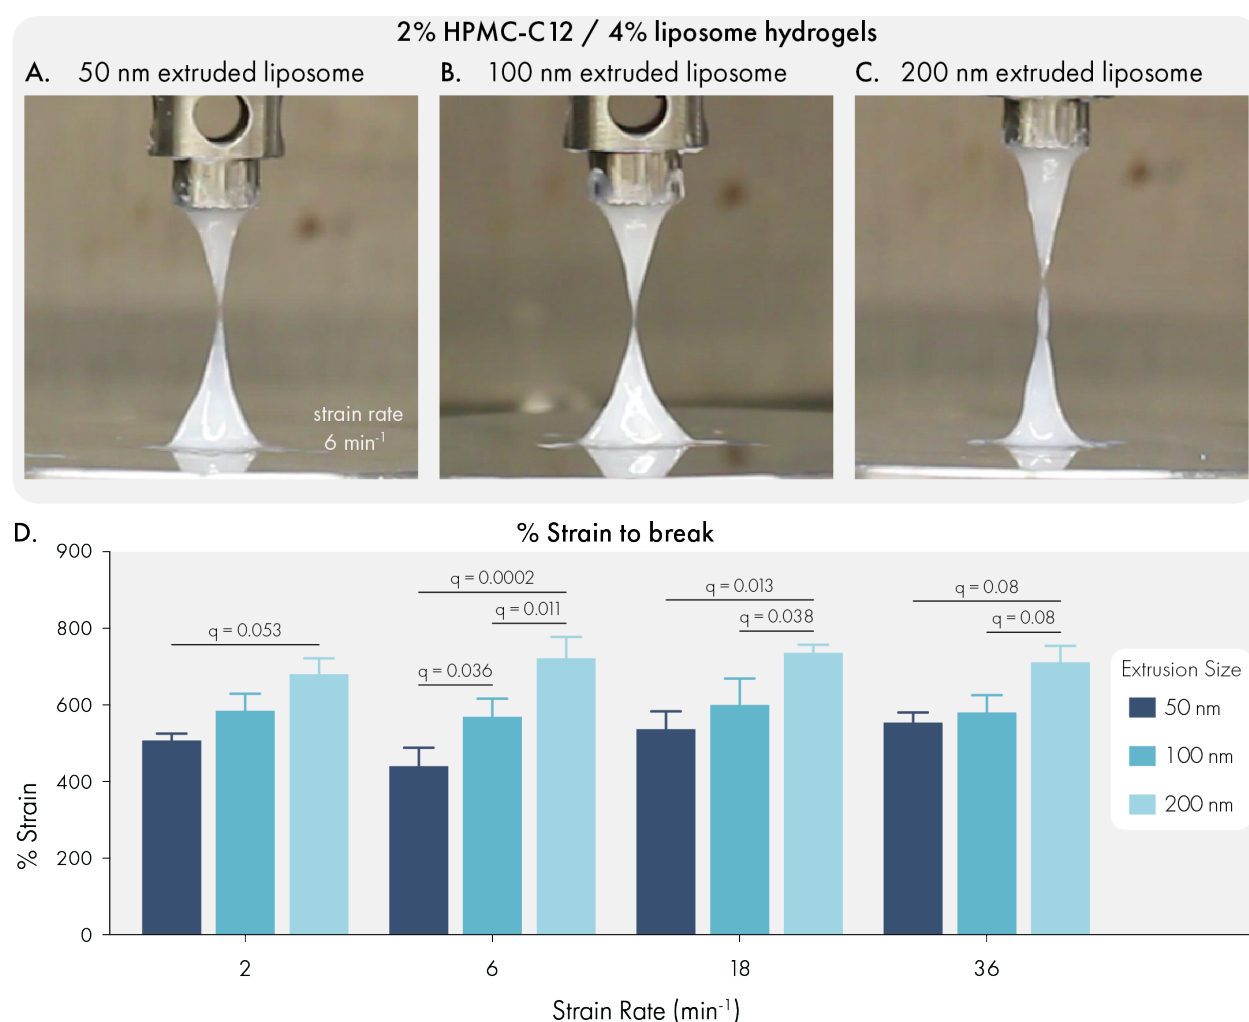 2% HPMC-C12 / 4% liposome hydrogels
A. 50 nm extruded liposome
B. 100 nm extruded liposome
C. 200 nm extruded liposome
strain rate
6 min⁻¹
D. % Strain to break
900
800
600
400
200
0
% Strain
q = 0.053
q = 0.0002
q = 0.011
q = 0.036
q = 0.013
q = 0.038
q = 0.08
q = 0.08
Extrusion Size
50 nm
100 nm
200 nm
2
6
18
36
Strain Rate (min⁻¹)